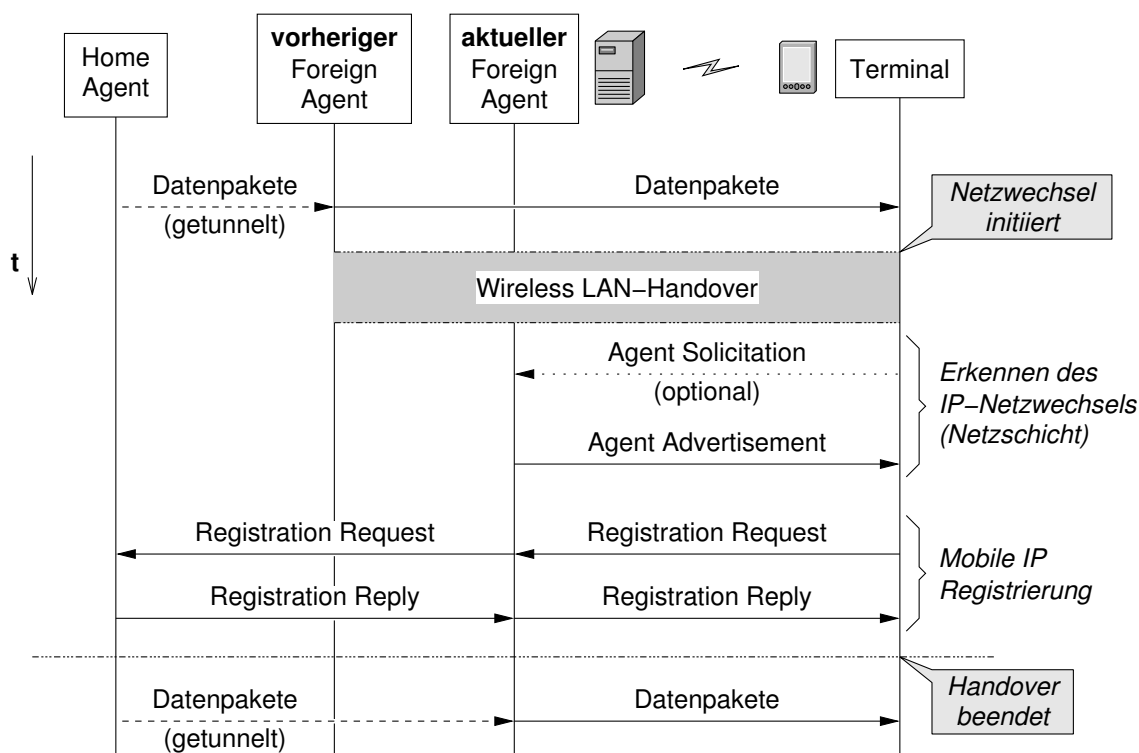 Home
Agent
vorheriger
Foreign
Agent
aktueller
Foreign
Agent
Terminal
t
Datenpakete
(getunnelt)
Datenpakete
Netzwechsel
initiiert
Wireless LAN−Handover
Agent Solicitation
(optional)
Agent Advertisement
Erkennen des
IP−Netzwechsels
(Netzschicht)
Registration Request
Registration Request
Registration Reply
Registration Reply
Mobile IP
Registrierung
Datenpakete
(getunnelt)
Datenpakete
Handover
beendet